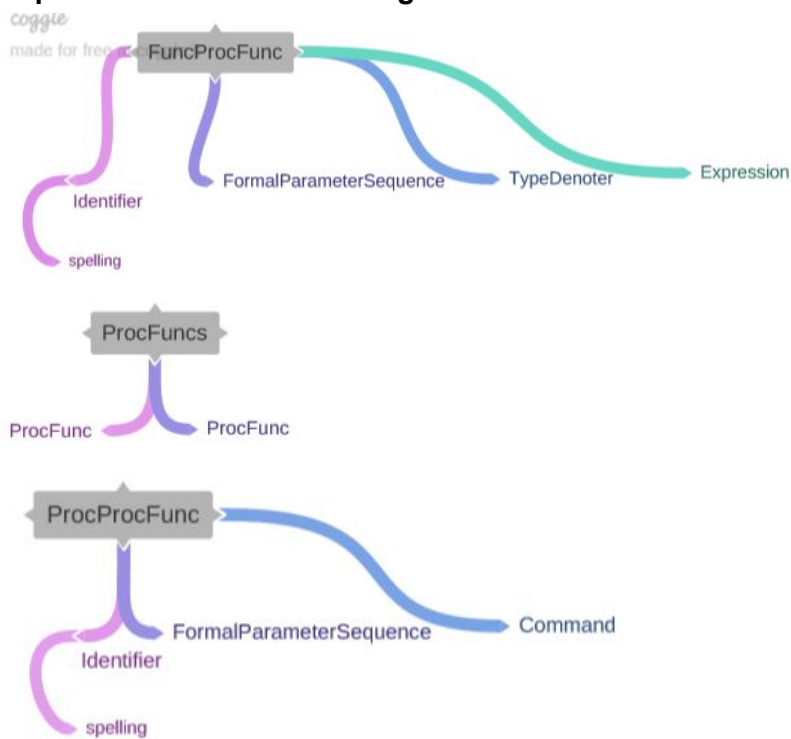 coggle
made for free
FuncProcFunc
FormalParameterSequence
TypeDenoter
Expression
Identifier
spelling
ProcFuncs
ProcFunc
ProcFunc
ProcProcFunc
FormalParameterSequence
Command
Identifier
spelling